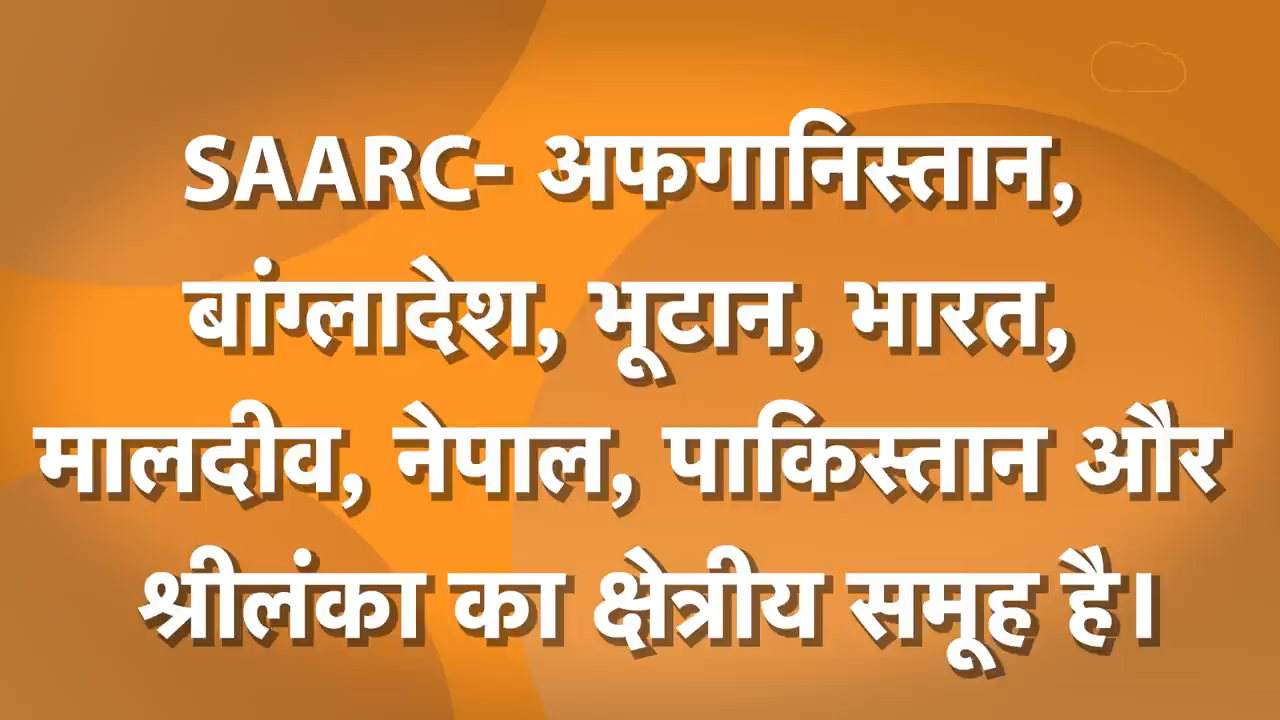 SAARC- अफगानिस्तान,
बांग्लादेश, भूटान, भारत,
मालदीव, नेपाल, पाकिस्तान और
श्रीलंका का क्षेत्रीय समूह है।